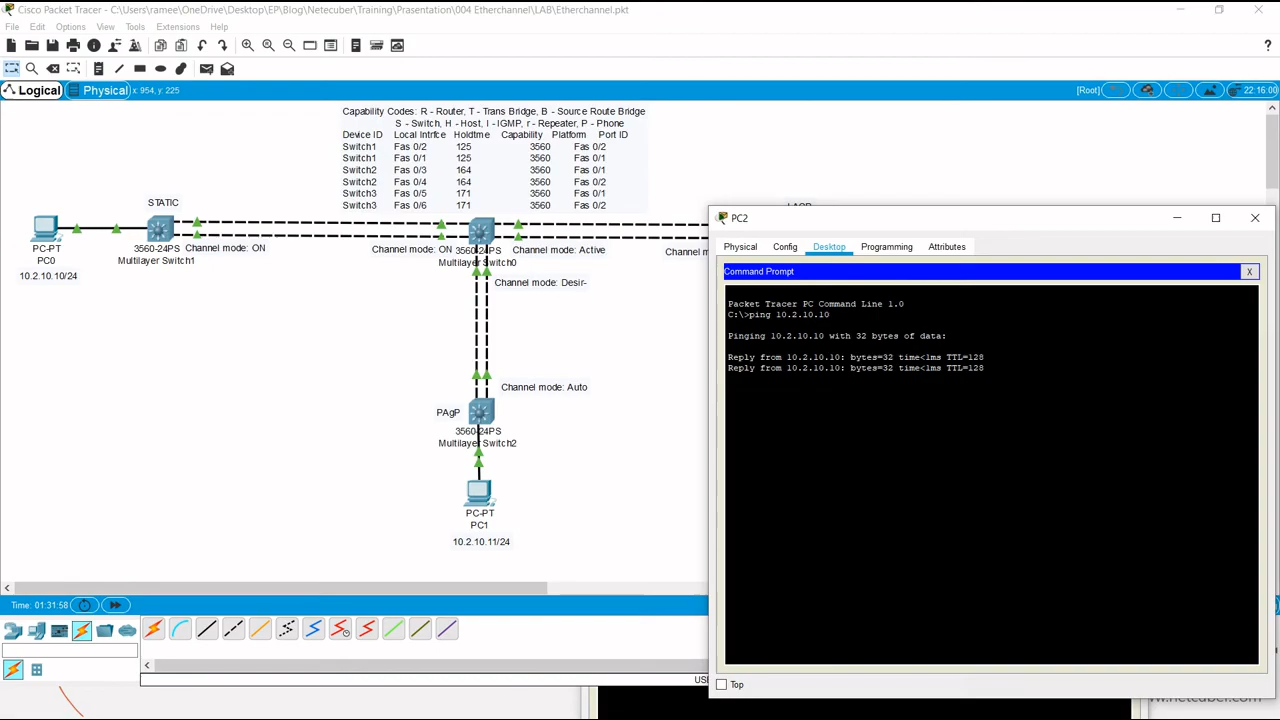 Cisco Packet Tracer - C:\Users\ramee\OneDrive\Desktop\EP\Blog\Netecuber\Training\Prasentation\004 Etherchannel\LAB\Etherchannel.pkt
File Edit Options View Tools Extensions Help
?
Logical Physical x: 954, y: 225 [Root] 22:16:00
Capability Codes: R - Router, T - Trans Bridge, B - Source Route Bridge
S - Switch, H - Host, I - IGMP, r - Repeater, P - Phone
Device ID Local Intrfce Holdtme Capability Platform Port ID
Switch1 Fas 0/2 125 3560 Fas 0/2
Switch1 Fas 0/1 125 3560 Fas 0/1
Switch2 Fas 0/3 164 3560 Fas 0/1
Switch2 Fas 0/4 164 3560 Fas 0/2
Switch3 Fas 0/5 171 3560 Fas 0/1
Switch3 Fas 0/6 171 3560 Fas 0/2
STATIC
PC-PT
PC0
10.2.10.10/24
3560-24PS
Multilayer Switch1
Channel mode: ON
Channel mode: ON
3560-24PS
Multilayer Switch0
Channel mode: Active
Channel m
Channel mode: Desir-
Channel mode: Auto
PAgP
3560-24PS
Multilayer Switch2
PC-PT
PC1
10.2.10.11/24
PC2
Physical Config Desktop Programming Attributes
Command Prompt X
Packet Tracer PC Command Line 1.0
C:\>ping 10.2.10.10
Pinging 10.2.10.10 with 32 bytes of data:
Reply from 10.2.10.10: bytes=32 time<1ms TTL=128
Reply from 10.2.10.10: bytes=32 time<1ms TTL=128
Top
Time: 01:31:58